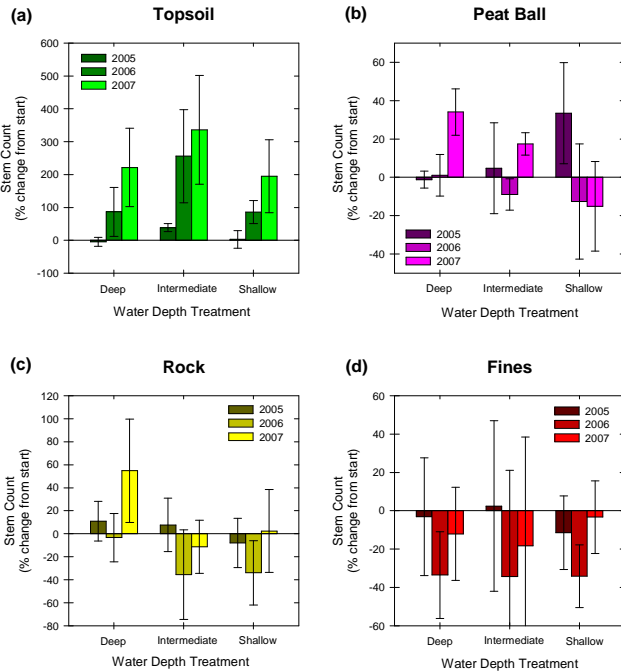 (a)
Topsoil
Stem Count
(% change from start)
600
500
400
300
200
100
0
-100
2005
2006
2007
Deep
Intermediate
Shallow
Water Depth Treatment
(b)
Peat Ball
Stem Count
(% change from start)
60
40
20
0
-20
-40
2005
2006
2007
Deep
Intermediate
Shallow
Water Depth Treatment
(c)
Rock
Stem Count
(% change from start)
120
100
80
60
40
20
0
-20
-40
-60
-80
2005
2006
2007
Deep
Intermediate
Shallow
Water Depth Treatment
(d)
Fines
Stem Count
(% change from start)
60
40
20
0
-20
-40
-60
2005
2006
2007
Deep
Intermediate
Shallow
Water Depth Treatment